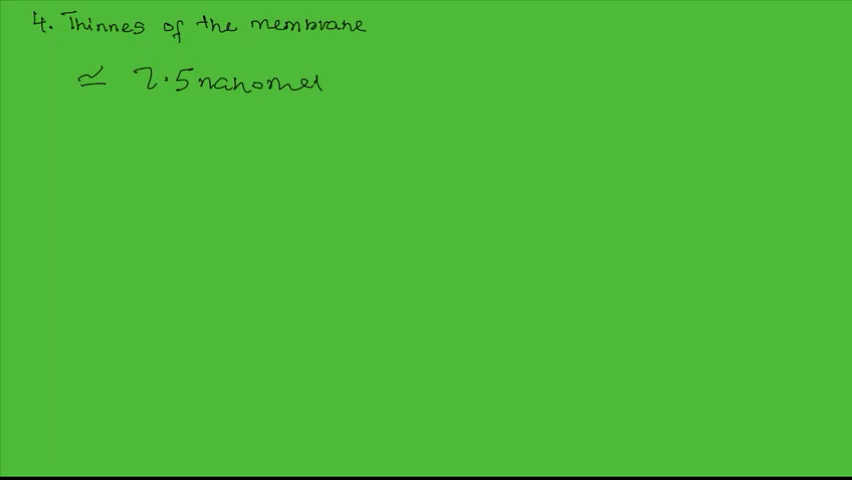 4. Thinnes of the membrane
≃ 7.5 nanomet